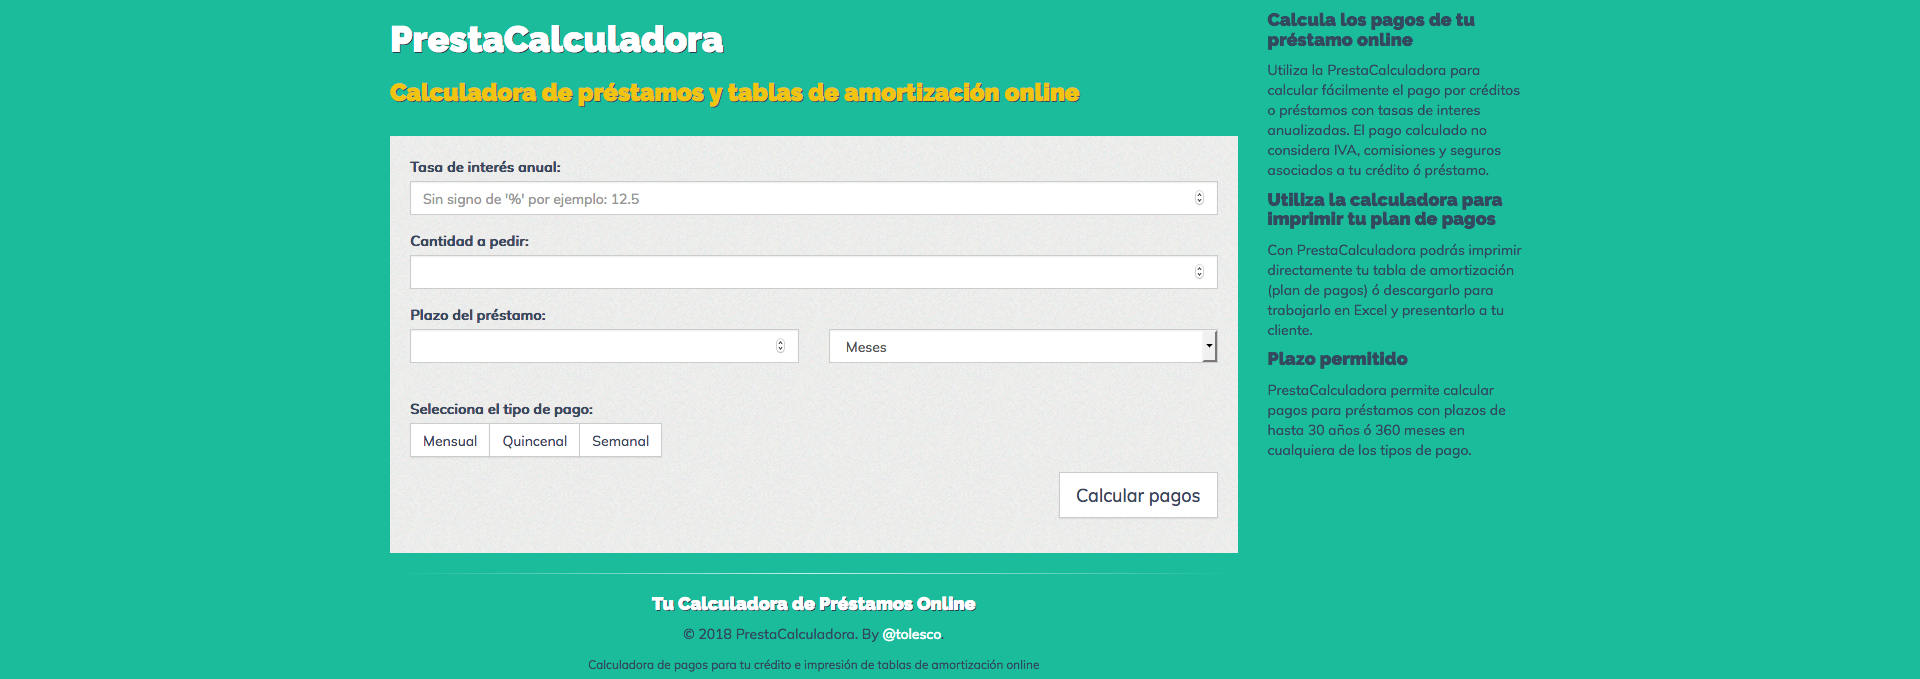 PrestaCalculadora
Calculadora de préstamos y tablas de amortización online
Tasa de interés anual:
Sin signo de '%' por ejemplo: 12.5
Cantidad a pedir:
Plazo del préstamo:
Meses
Selecciona el tipo de pago:
Mensual Quincenal Semanal
Calcular pagos
Tu Calculadora de Préstamos Online
© 2018 PrestaCalculadora. By @tolesco.
Calculadora de pagos para tu crédito e impresión de tablas de amortización online
Calcula los pagos de tu
préstamo online
Utiliza la PrestaCalculadora para
calcular fácilmente el pago por créditos
o préstamos con tasas de interes
anualizadas. El pago calculado no
considera IVA, comisiones y seguros
asociados a tu crédito ó préstamo.
Utiliza la calculadora para
imprimir tu plan de pagos
Con PrestaCalculadora podrás imprimir
directamente tu tabla de amortización
(plan de pagos) ó descargarlo para
trabajarlo en Excel y presentarlo a tu
cliente.
Plazo permitido
PrestaCalculadora permite calcular
pagos para préstamos con plazos de
hasta 30 años ó 360 meses en
cualquiera de los tipos de pago.